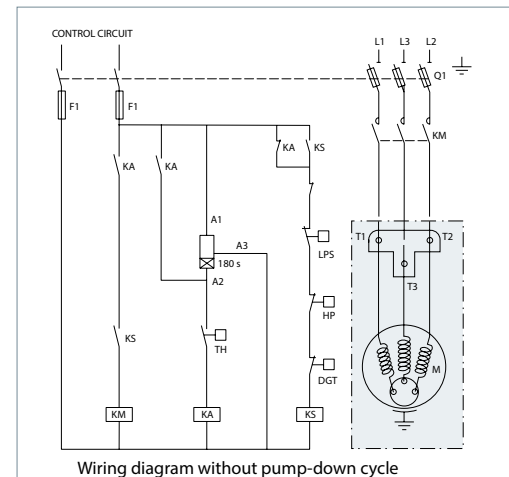 CONTROL CIRCUIT
L1 L3 L2
Q1
F1 F1
KM
KA KA KA KS
A1
A3
180 s
A2
LPS
T1 T2
T3
HP
KS
TH
DGT
M
KM KA KS
Wiring diagram without pump-down cycle